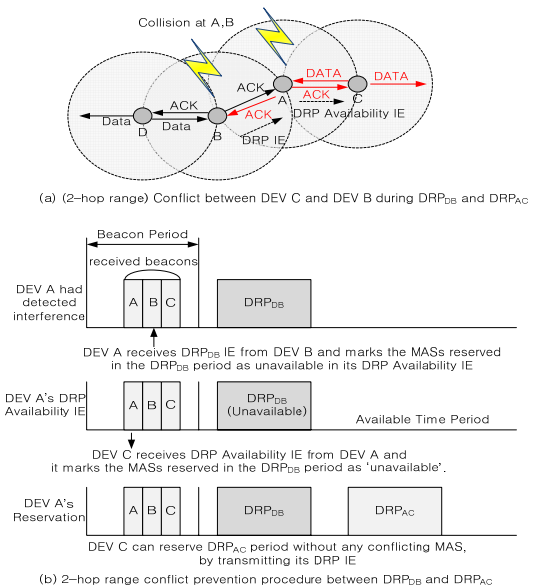 Collision at A,B
ACK
DATA
DATA
ACK
A
ACK
C
Data
D
Data
B
ACK
DRP Availability IE
DRP IE
(a) (2-hop range) Conflict between DEV C and DEV B during DRPDB and DRPAC
Beacon Period
received beacons
DEV A had
detected
interference
A B C
DRPDB
DEV A receives DRPDB IE from DEV B and marks the MASs reserved
in the DRPDB period as unavailable in its DRP Availability IE
DEV A's DRP
Availability IE
A B C
DRPDB
(Unavailable)
Available Time Period
DEV C receives DRP Availability IE from DEV A and
it marks the MASs reserved in the DRPDB period as 'unavailable'.
DEV A's
Reservation
A B C
DRPDB
DRPAC
DEV C can reserve DRPAC period without any conflicting MAS,
by transmitting its DRP IE
(b) 2-hop range conflict prevention procedure between DRPDB and DRPAC